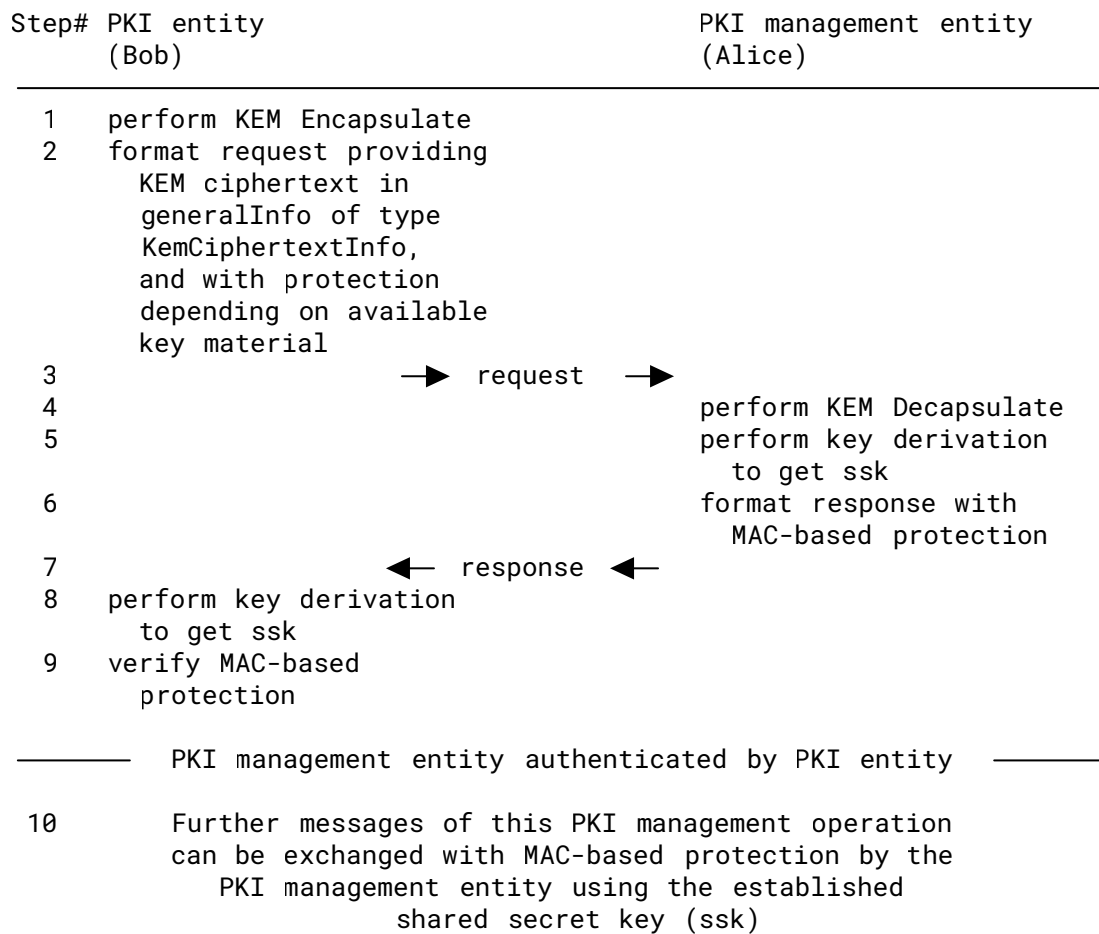 Step# PKI entity PKI management entity
(Bob) (Alice)
1 perform KEM Encapsulate
2 format request providing
KEM ciphertext in
generalInfo of type
KemCiphertextInfo,
and with protection
depending on available
key material
3 request
4 perform KEM Decapsulate
5 perform key derivation
to get ssk
6 format response with
MAC-based protection
7 response
8 perform key derivation
to get ssk
9 verify MAC-based
protection
PKI management entity authenticated by PKI entity
10 Further messages of this PKI management operation
can be exchanged with MAC-based protection by the
PKI management entity using the established
shared secret key (ssk)